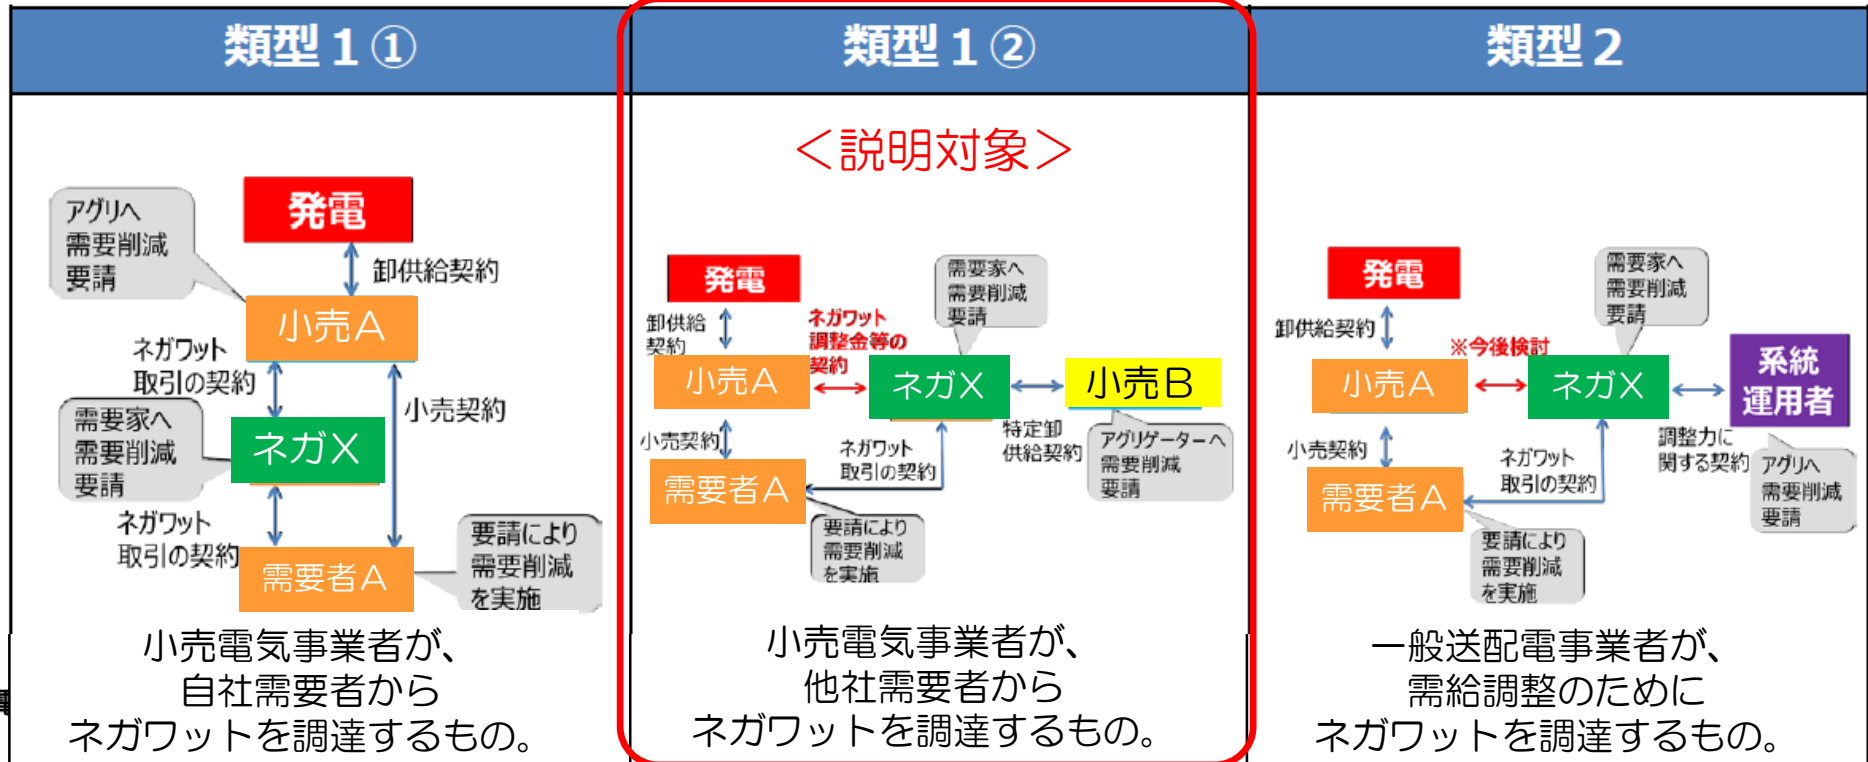 類型１①
アグリへ
需要削減
要請
発電
卸供給契約
小売A
ネガワット
取引の契約
小売契約
需要家へ
需要削減
要請
ネガX
ネガワット
取引の契約
需要者A
要請により
需要削減
を実施
小売電気事業者が、
自社需要者から
ネガワットを調達するもの。
類型１②
＜説明対象＞
発電
需要家へ
需要削減
要請
卸供給
契約
ネガワット
調整金等の
契約
小売A
ネガX
小売B
小売契約
ネガワット
取引の契約
特定卸
供給契約
アグリゲーターへ
需要削減
要請
需要者A
要請により
需要削減
を実施
小売電気事業者が、
他社需要者から
ネガワットを調達するもの。
類型２
発電
需要家へ
需要削減
要請
卸供給契約
※今後検討
小売A
ネガX
系統
運用者
小売契約
ネガワット
取引の契約
調整力に
関する契約
アグリへ
需要削減
要請
需要者A
要請により
需要削減
を実施
一般送配電事業者が、
需給調整のために
ネガワットを調達するもの。